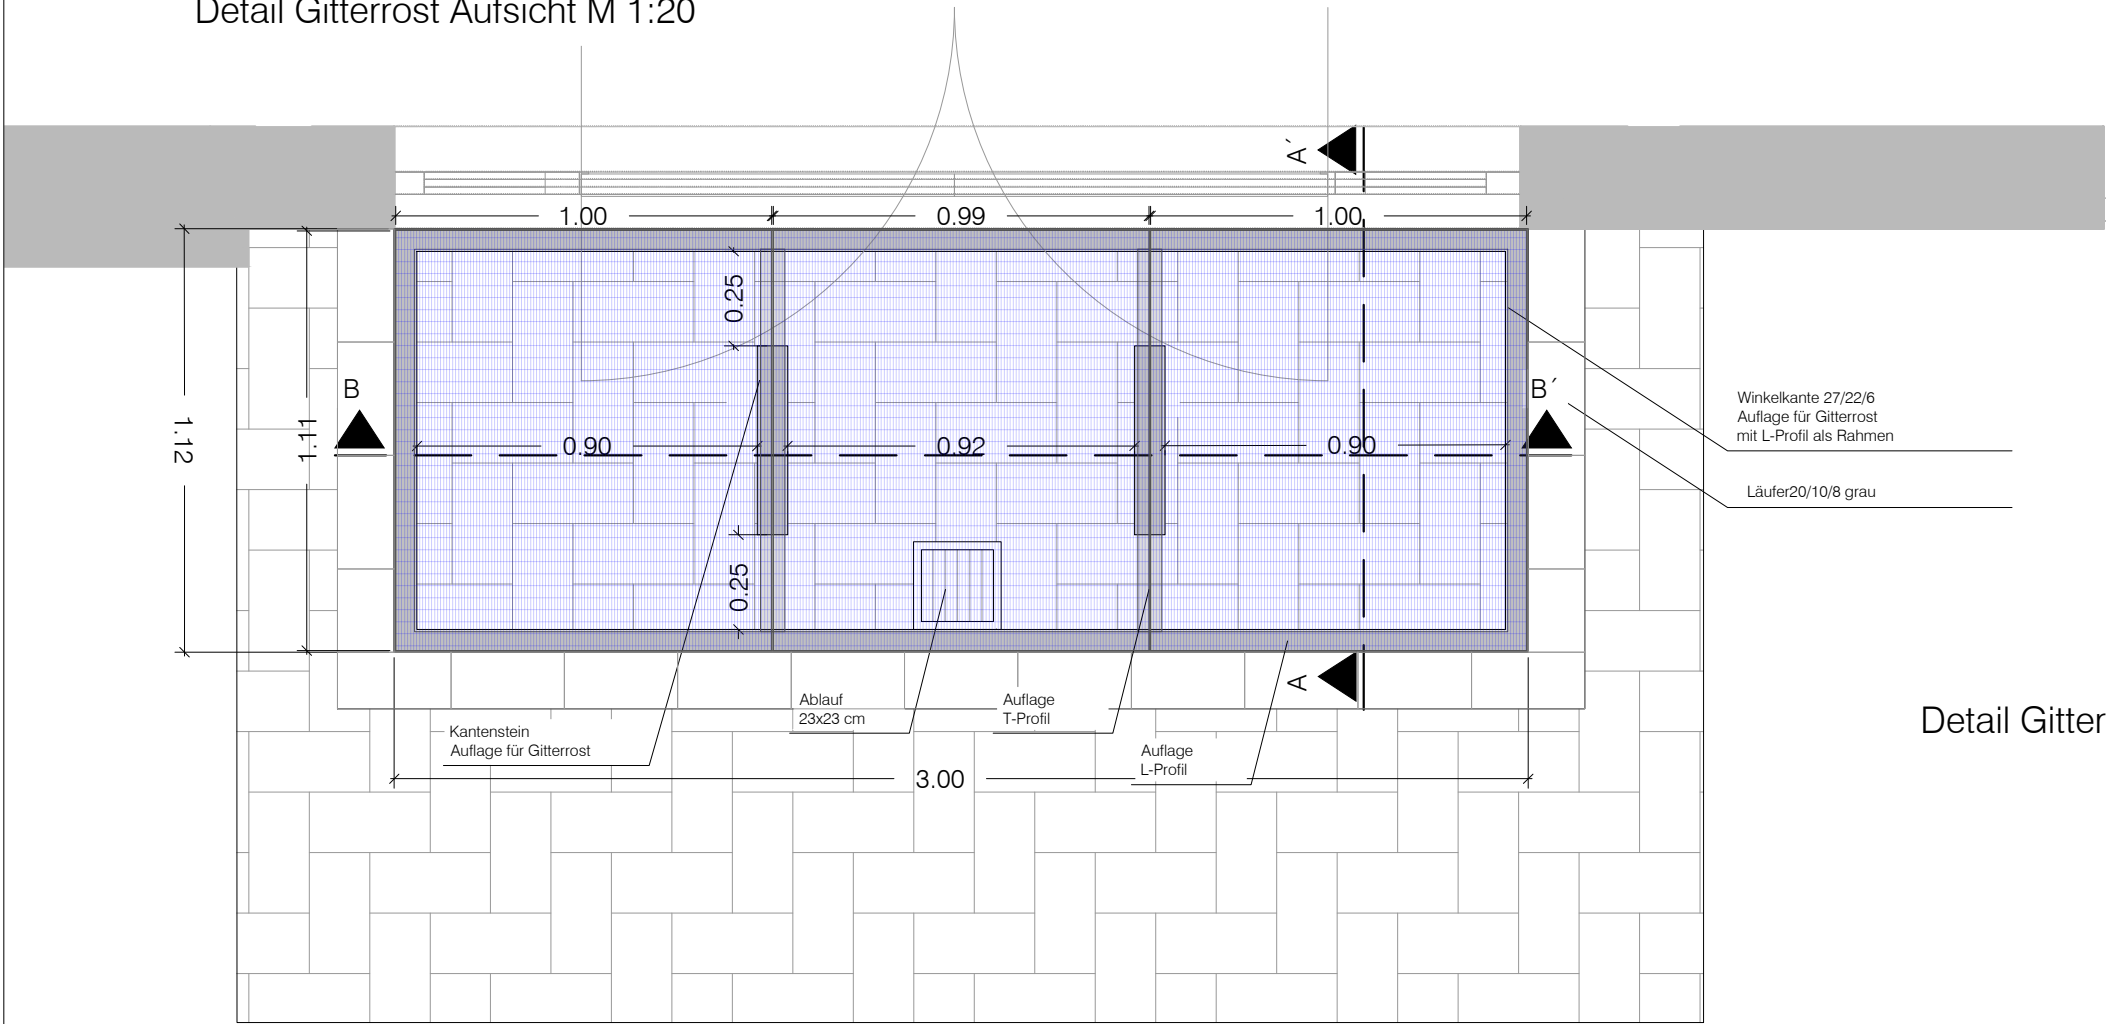 Detail Gitterrost Aufsicht M 1:20
A´
1.00
0.99
1.00
0.25
B
B´
1.12
1.11
0.90
0.92
0.90
Winkelkante 27/22/6
Auflage für Gitterrost
mit L-Profil als Rahmen
Läufer20/10/8 grau
0.25
A
Ablauf
23x23 cm
Auflage
T-Profil
Kantenstein
Auflage für Gitterrost
Auflage
L-Profil
3.00
Detail Gitter